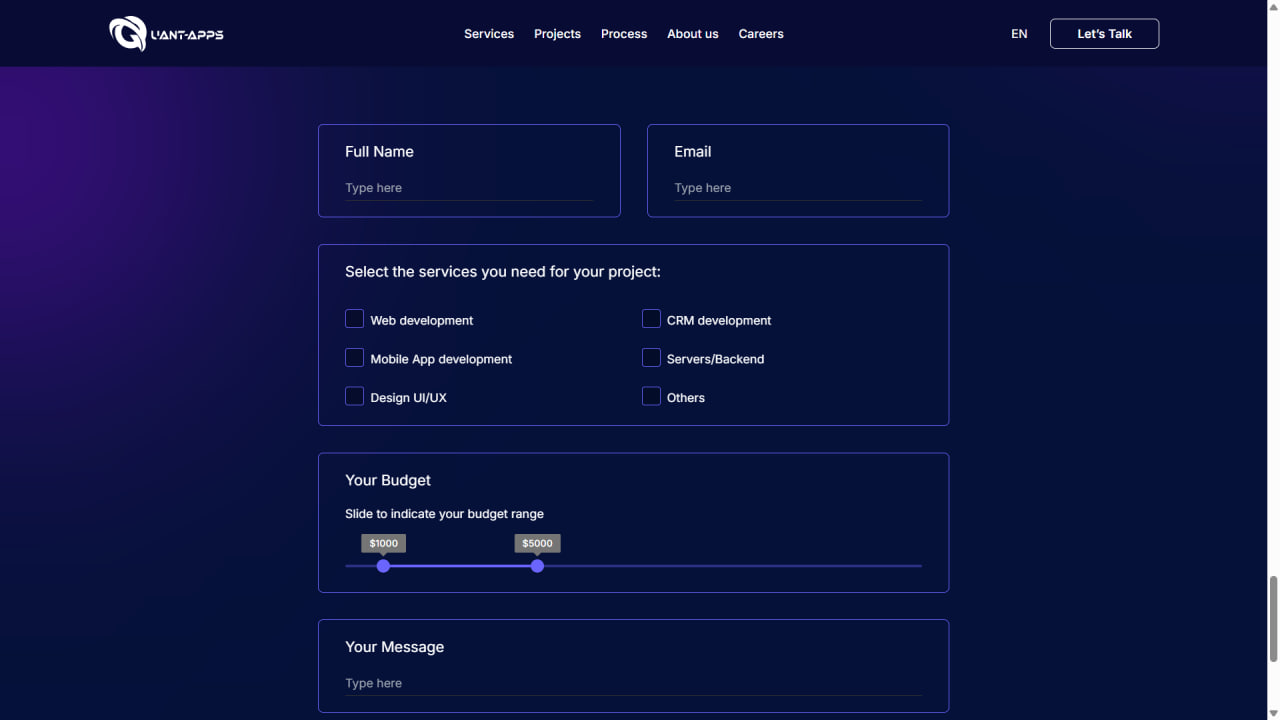 UANT-APPS
Services Projects Process About us Careers
EN
Let's Talk
Full Name
Type here
Email
Type here
Select the services you need for your project:
Web development
CRM development
Mobile App development
Servers/Backend
Design UI/UX
Others
Your Budget
Slide to indicate your budget range
$1000 $5000
Your Message
Type here